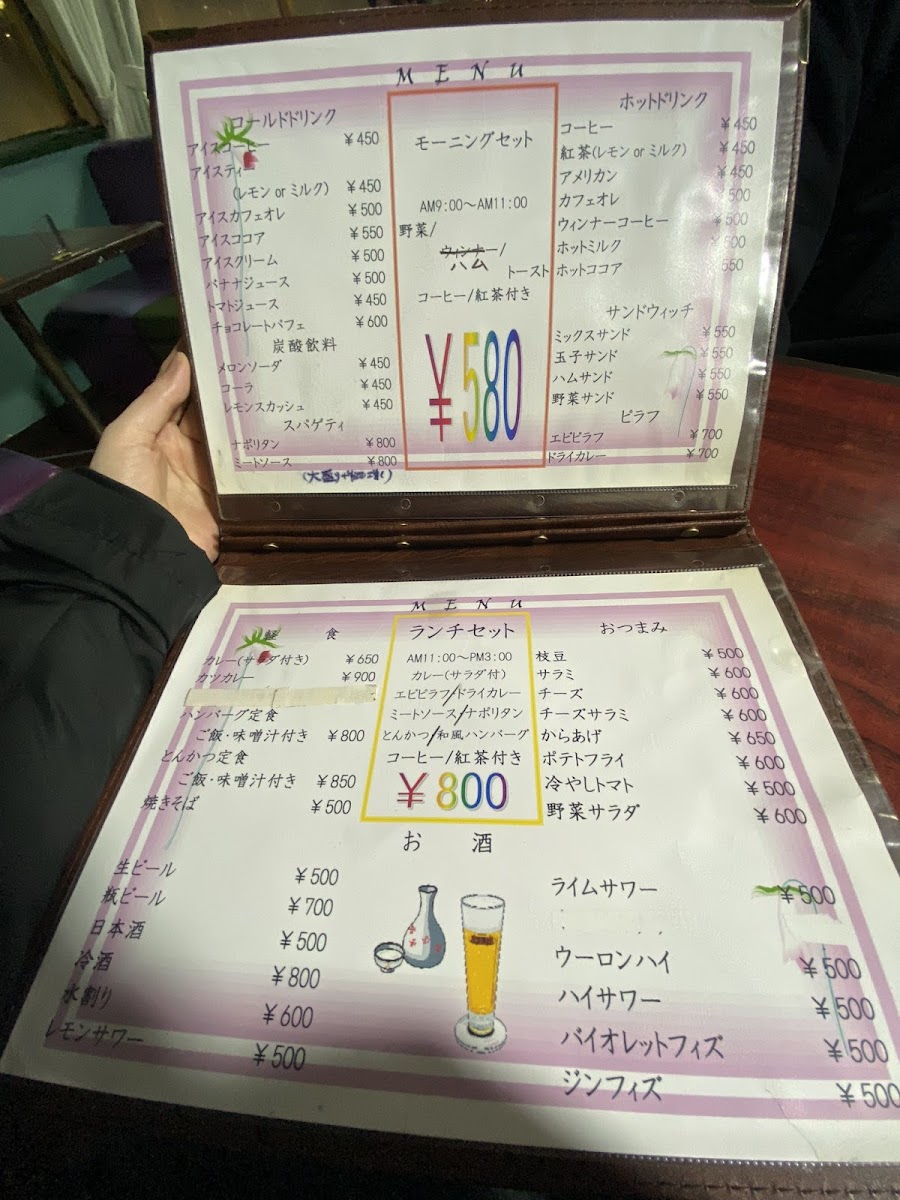 MENU
コールドドリンク
アイスコーヒー ¥450
アイスティー
(レモン or ミルク) ¥450
アイスカフェオレ ¥500
アイスココア ¥550
アイスクリーム ¥500
バナナジュース ¥500
トマトジュース ¥450
チョコレートパフェ ¥600
炭酸飲料
メロンソーダ ¥450
コーラ ¥450
レモンスカッシュ ¥450
スパゲティ
ナポリタン ¥800
ミートソース ¥800
モーニングセット
AM9:00～AM11:00
野菜/
ウィンナー/
ハム
トースト
コーヒー/紅茶付き
¥580
ホットドリンク
コーヒー ¥450
紅茶(レモン or ミルク) ¥450
アメリカン ¥450
カフェオレ ¥500
ウィンナーコーヒー ¥500
ホットミルク ¥500
ホットココア 550
サンドウィッチ
ミックスサンド ¥550
玉子サンド ¥550
ハムサンド ¥550
野菜サンド ¥550
ピラフ
エビピラフ ¥700
ドライカレー ¥700
MENU
軽 食
カレー(サラダ付き) ¥650
カツカレー ¥900
ハンバーグ定食
ご飯・味噌汁付き ¥800
とんかつ定食
ご飯・味噌汁付き ¥850
焼きそば ¥500
ランチセット
AM11:00～PM3:00
カレー(サラダ付)
エビピラフ/ドライカレー
ミートソース/ナポリタン
とんかつ/和風ハンバーグ
コーヒー/紅茶付き
¥800
おつまみ
枝豆 ¥500
サラミ ¥600
チーズ ¥600
チーズサラミ ¥600
からあげ ¥650
ポテトフライ ¥600
冷やしトマト ¥500
野菜サラダ ¥600
お 酒
生ビール ¥500
瓶ビール ¥700
日本酒 ¥500
冷酒 ¥800
水割り ¥600
レモンサワー ¥500
ライムサワー ¥500
ウーロンハイ ¥500
ハイサワー ¥500
バイオレットフィズ ¥500
ジンフィズ ¥500